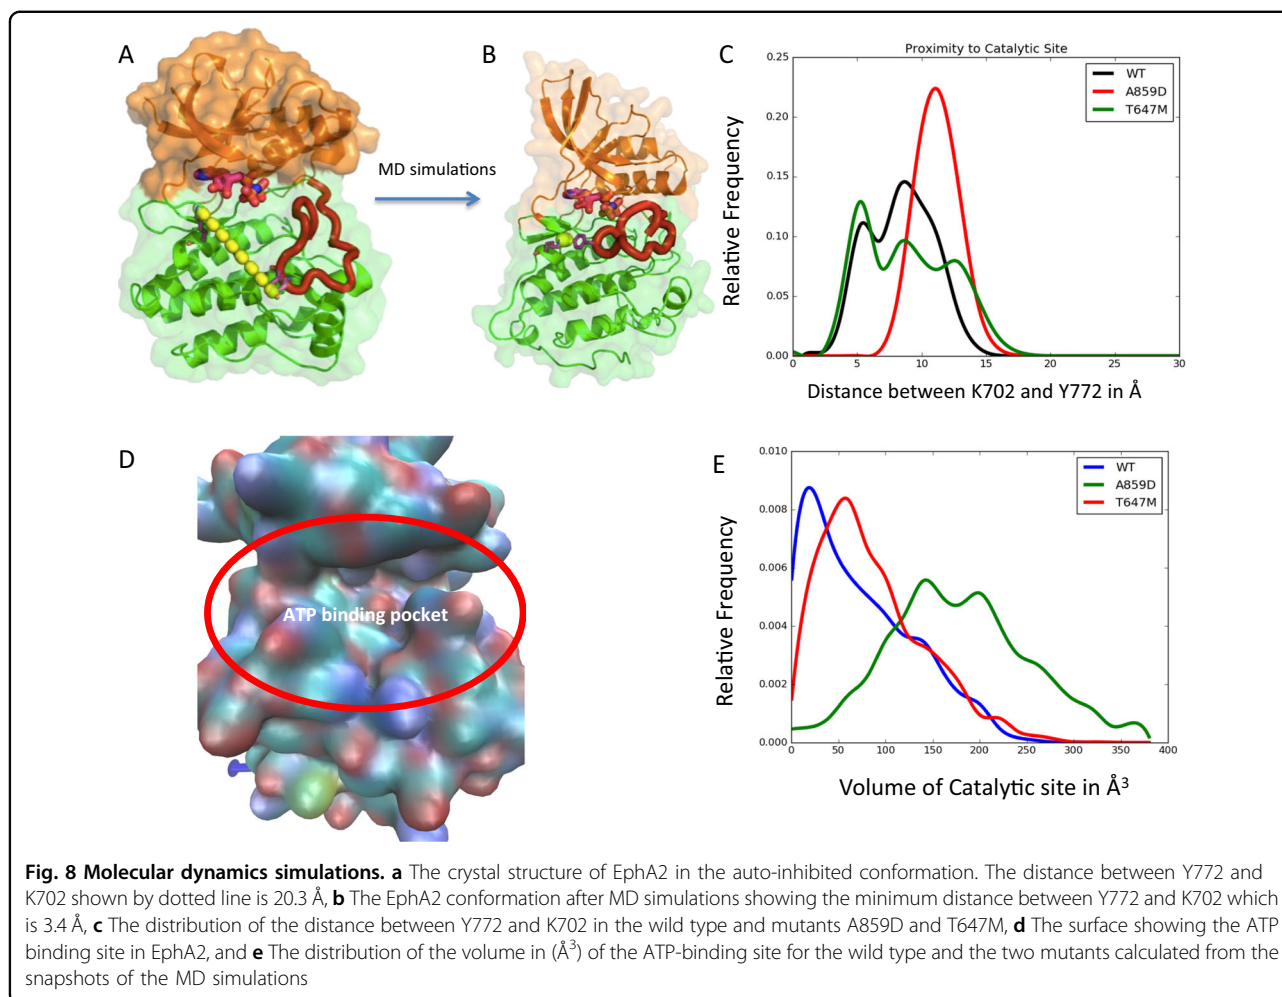 A
B
MD simulations
C
Proximity to Catalytic Site
WT
A859D
T647M
Relative Frequency
0.25
0.20
0.15
0.10
0.05
0.00
0 5 10 15 20 25 30
Distance between K702 and Y772 in Å
D
ATP binding pocket
E
WT
A859D
T647M
Relative Frequency
0.010
0.008
0.006
0.004
0.002
0.000
0 50 100 150 200 250 300 350 400
Volume of Catalytic site in Å³
Fig. 8 Molecular dynamics simulations. a The crystal structure of EphA2 in the auto-inhibited conformation. The distance between Y772 and
K702 shown by dotted line is 20.3 Å, b The EphA2 conformation after MD simulations showing the minimum distance between Y772 and K702 which
is 3.4 Å, c The distribution of the distance between Y772 and K702 in the wild type and mutants A859D and T647M, d The surface showing the ATP
binding site in EphA2, and e The distribution of the volume in (Å³) of the ATP-binding site for the wild type and the two mutants calculated from the
snapshots of the MD simulations